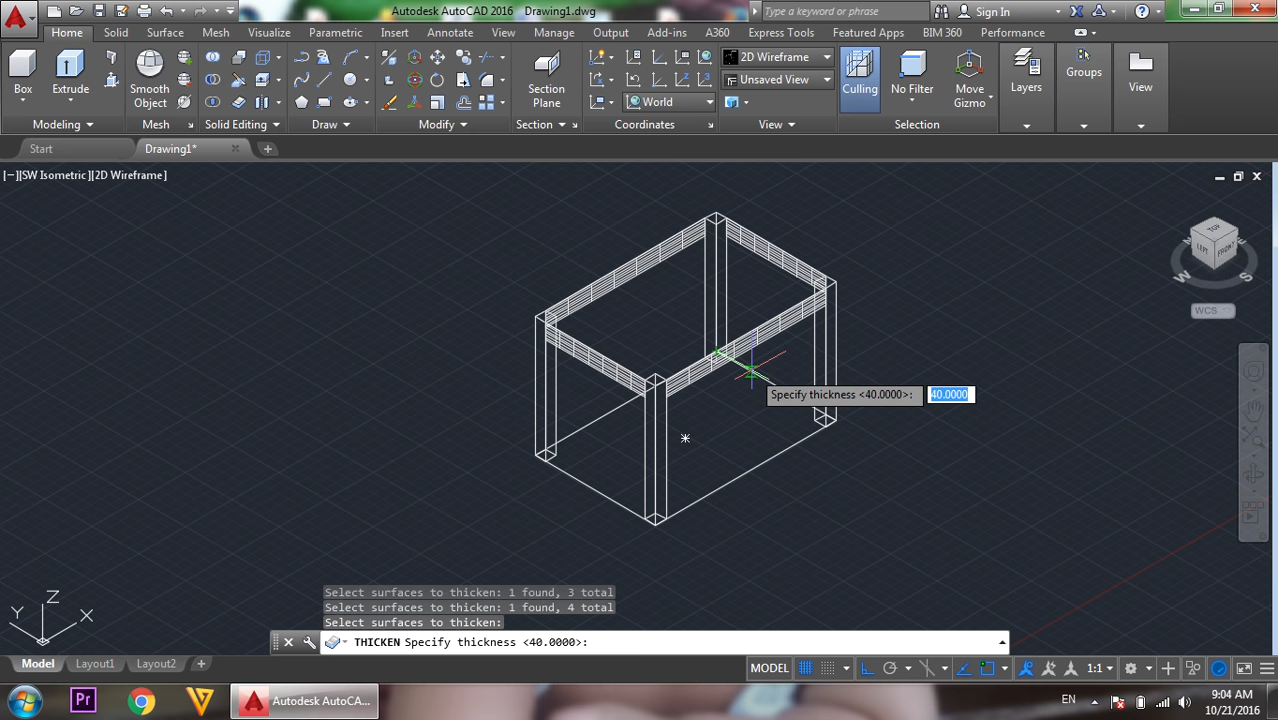 Autodesk AutoCAD 2016 Drawing1.dwg
Type a keyword or phrase
Sign In
Home Solid Surface Mesh Visualize Parametric Insert Annotate View Manage Output Add-ins A360 Express Tools Featured Apps BIM 360 Performance
Box
Extrude
Smooth
Object
Section
Plane
World
2D Wireframe
Unsaved View
Culling
No Filter
Move
Gizmo
Layers
Groups
View
Modeling Mesh Solid Editing Draw Modify Section Coordinates View Selection
Start Drawing1*
[−][SW Isometric][2D Wireframe]
TOP
LEFT FRONT
W S
WCS
Specify thickness <40.0000>: 40.0000
Select surfaces to thicken: 1 found, 3 total
Select surfaces to thicken: 1 found, 4 total
Select surfaces to thicken:
THICKEN Specify thickness <40.0000>:
Z
Y X
Model Layout1 Layout2
MODEL 1:1
Pr
Autodesk AutoCA...
EN
9:04 AM
10/21/2016